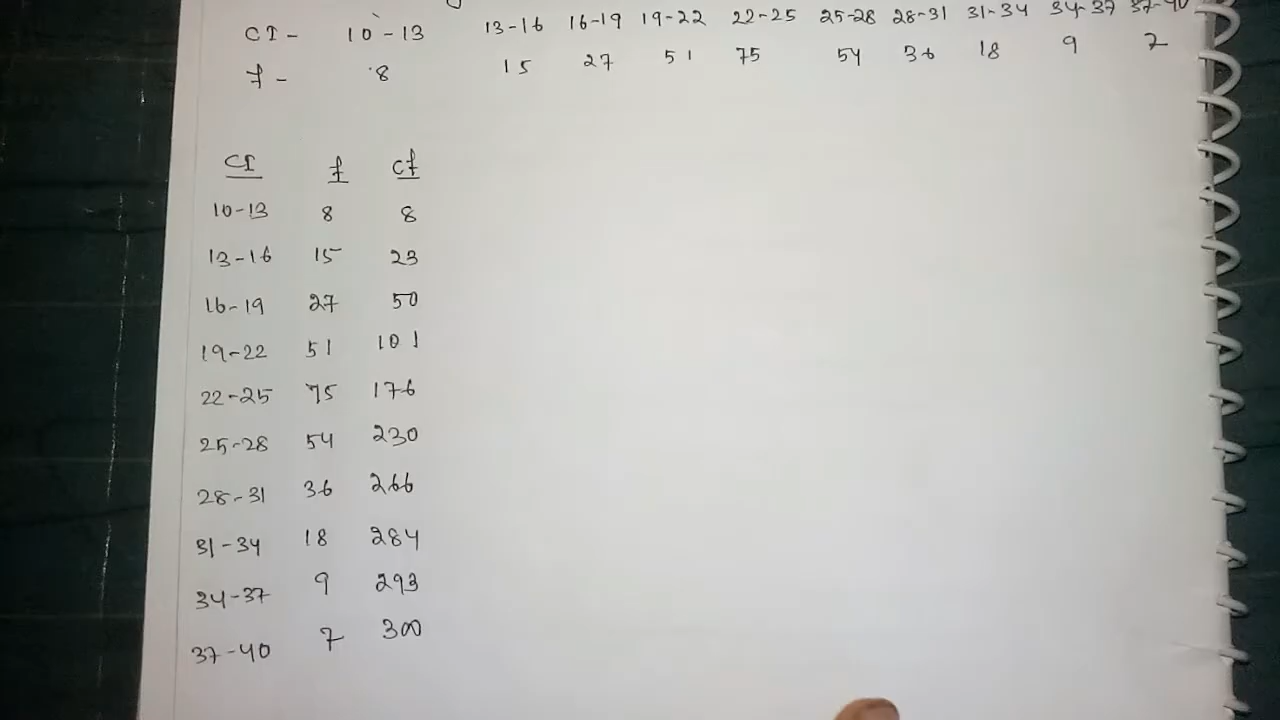 CI - 10-13 13-16 16-19 19-22 22-25 25-28 28-31 31-34 34-37 37-40
f - 8 15 27 51 75 54 36 18 9 7
CI f cf
10-13 8 8
13-16 15 23
16-19 27 50
19-22 51 101
22-25 75 176
25-28 54 230
28-31 36 266
31-34 18 284
34-37 9 293
37-40 7 300